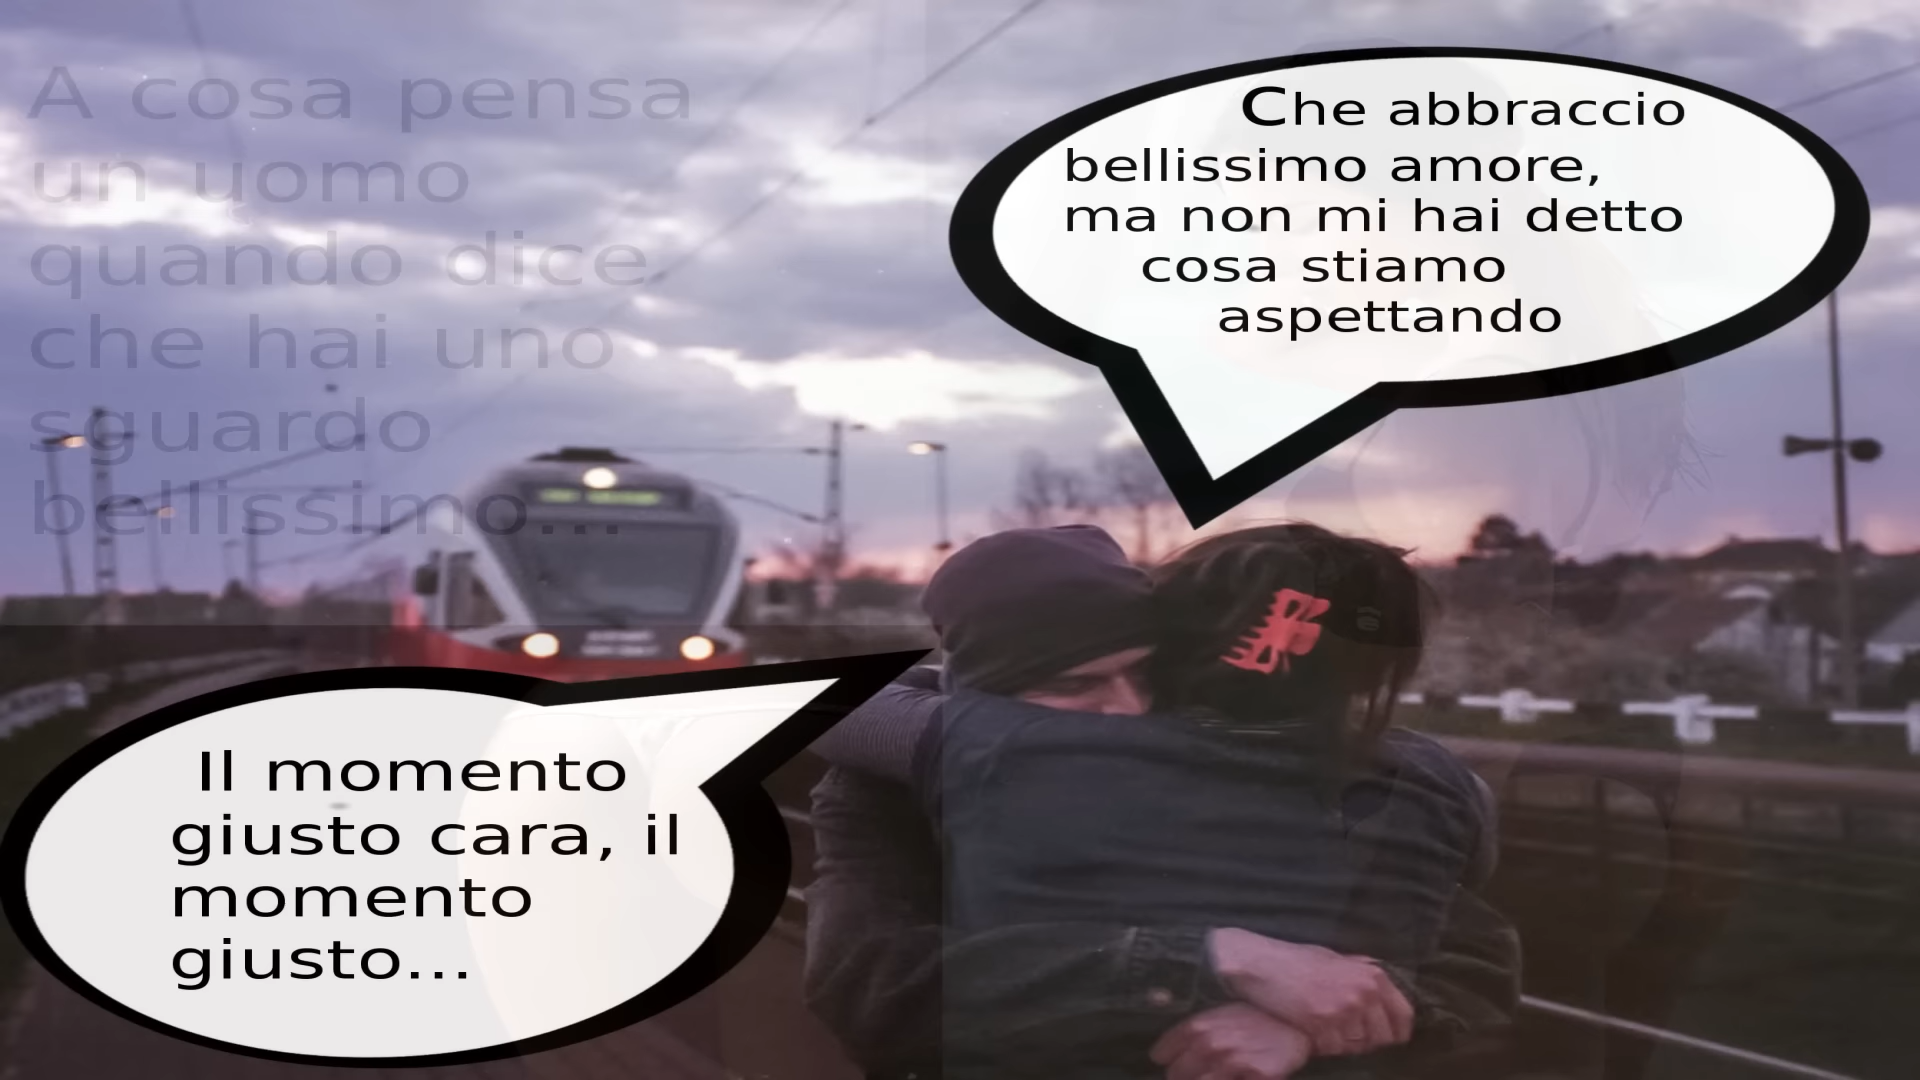 A cosa pensa
un uomo
quando dice
che hai uno
sguardo
bellissimo...
Che abbraccio
bellissimo amore,
ma non mi hai detto
cosa stiamo
aspettando
Il momento
giusto cara, il
momento
giusto...